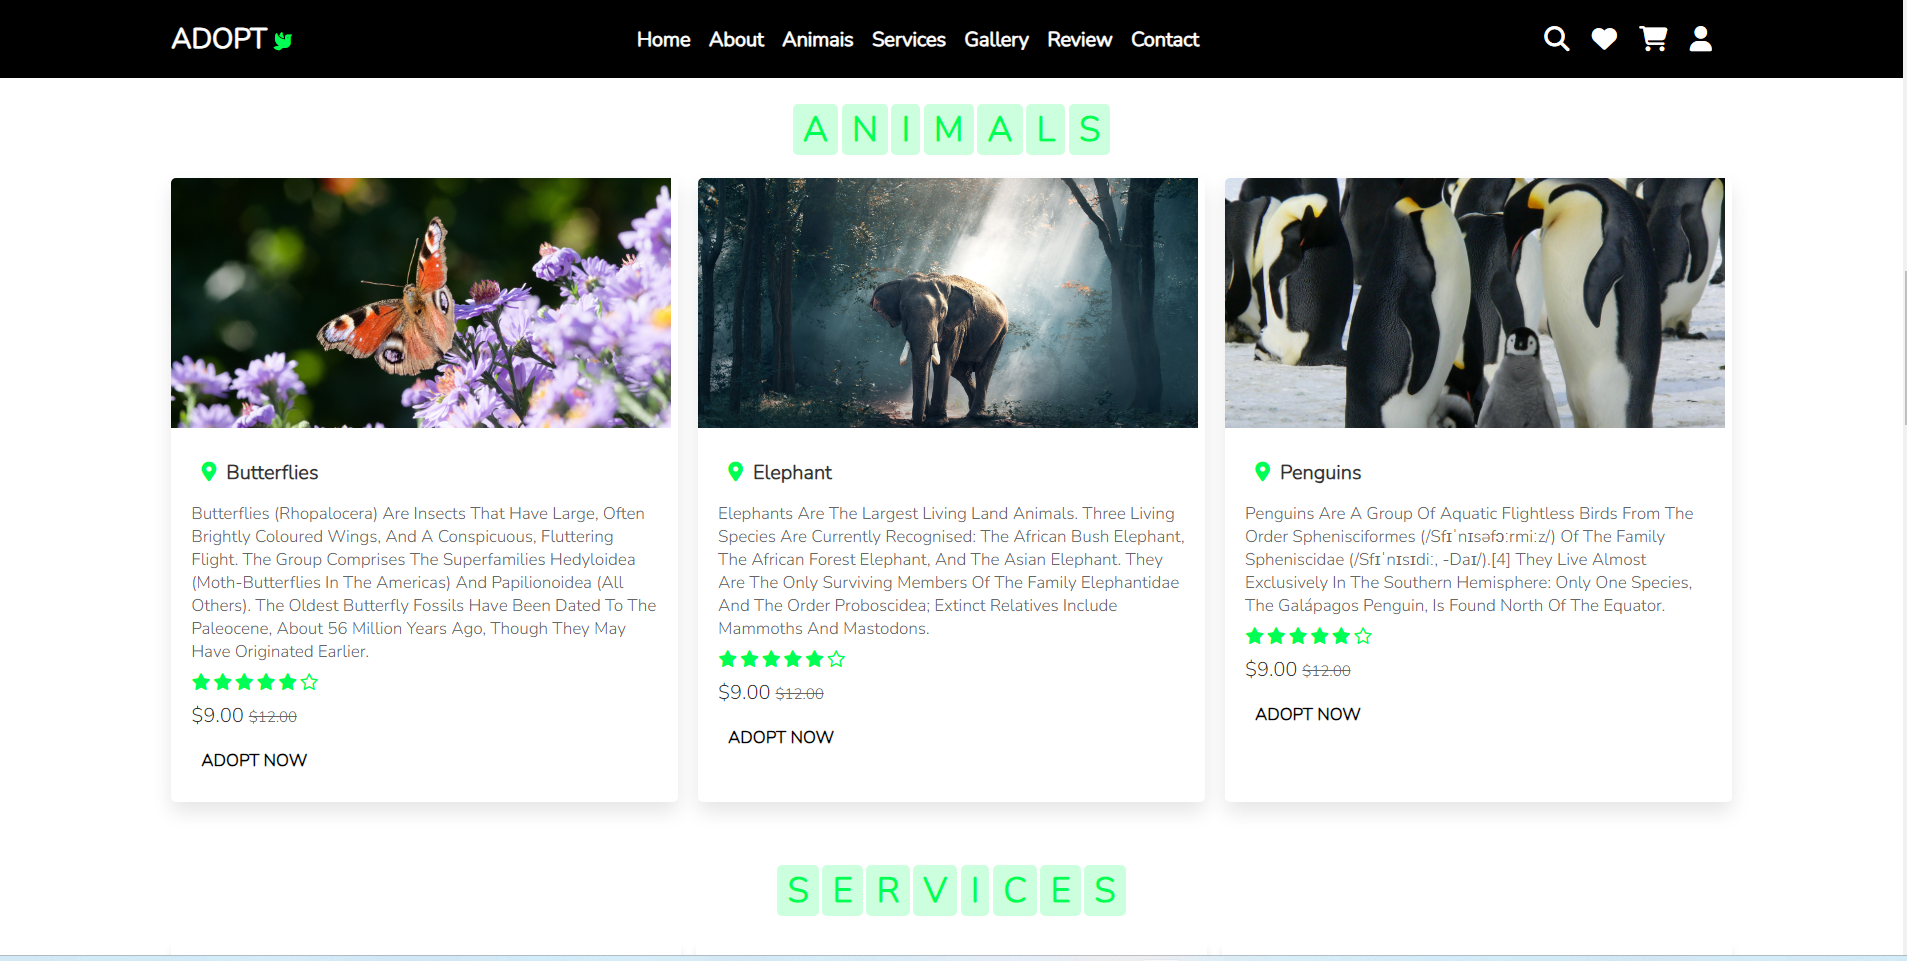 ADOPT
Home About Animais Services Gallery Review Contact
ANIMALS
Butterflies
Butterflies (Rhopalocera) Are Insects That Have Large, Often
Brightly Coloured Wings, And A Conspicuous, Fluttering
Flight. The Group Comprises The Superfamilies Hedyloidea
(Moth-Butterflies In The Americas) And Papilionoidea (All
Others). The Oldest Butterfly Fossils Have Been Dated To The
Paleocene, About 56 Million Years Ago, Though They May
Have Originated Earlier.
$9.00 $12.00
ADOPT NOW
Elephant
Elephants Are The Largest Living Land Animals. Three Living
Species Are Currently Recognised: The African Bush Elephant,
The African Forest Elephant, And The Asian Elephant. They
Are The Only Surviving Members Of The Family Elephantidae
And The Order Proboscidea; Extinct Relatives Include
Mammoths And Mastodons.
$9.00 $12.00
ADOPT NOW
Penguins
Penguins Are A Group Of Aquatic Flightless Birds From The
Order Sphenisciformes (/Sfɪˈnɪsəfɔːrmiːz/) Of The Family
Spheniscidae (/Sfɪˈnɪsɪdiː, -Daɪ/).[4] They Live Almost
Exclusively In The Southern Hemisphere: Only One Species,
The Galápagos Penguin, Is Found North Of The Equator.
$9.00 $12.00
ADOPT NOW
SERVICES